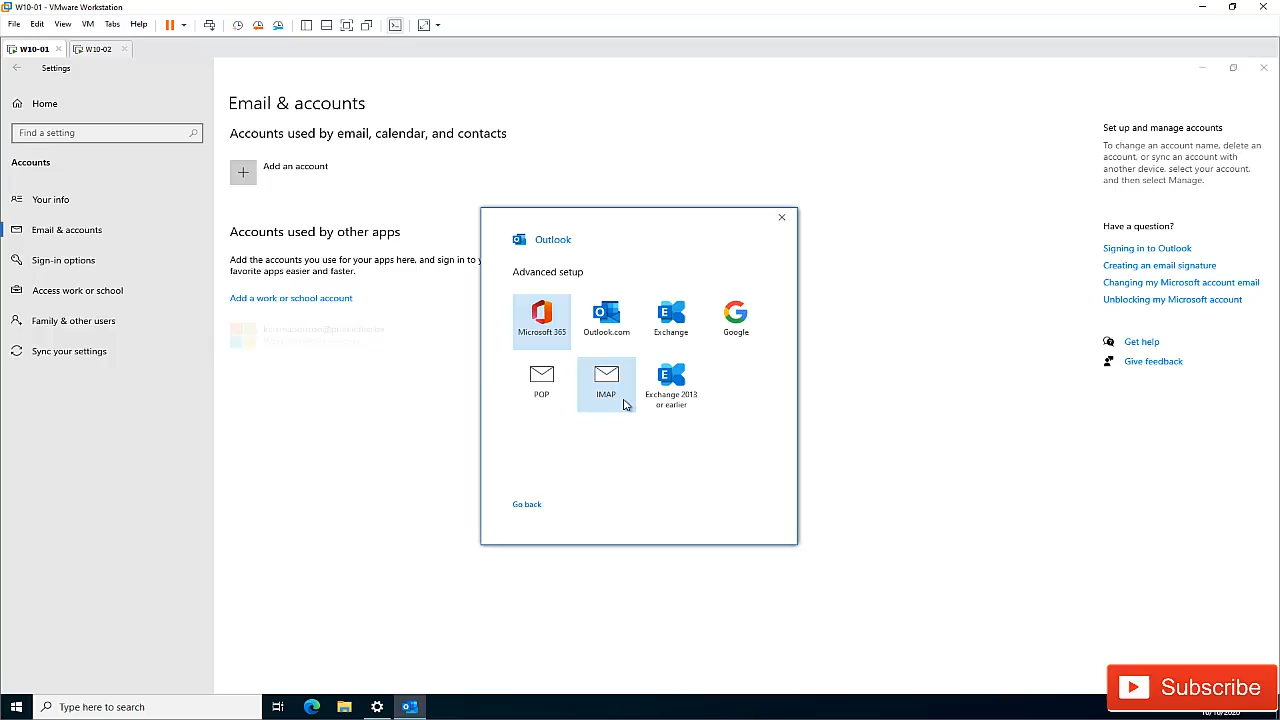 W10-01 - VMware Workstation
File Edit View VM Tabs Help
W10-01 W10-02
Settings
Home
Find a setting
Accounts
Your info
Email & accounts
Sign-in options
Access work or school
Family & other users
Sync your settings
Email & accounts
Accounts used by email, calendar, and contacts
Add an account
Accounts used by other apps
Add the accounts you use for your apps here, and sign in to
favorite apps easier and faster.
Add a work or school account
Outlook
Advanced setup
Microsoft 365 Outlook.com Exchange Google
POP IMAP Exchange 2013
or earlier
Go back
Set up and manage accounts
To change an account name, delete an
account, or sync an account with
another device, select your account,
and then select Manage.
Have a question?
Signing in to Outlook
Creating an email signature
Changing my Microsoft account email
Unblocking my Microsoft account
Get help
Give feedback
Type here to search
Subscribe